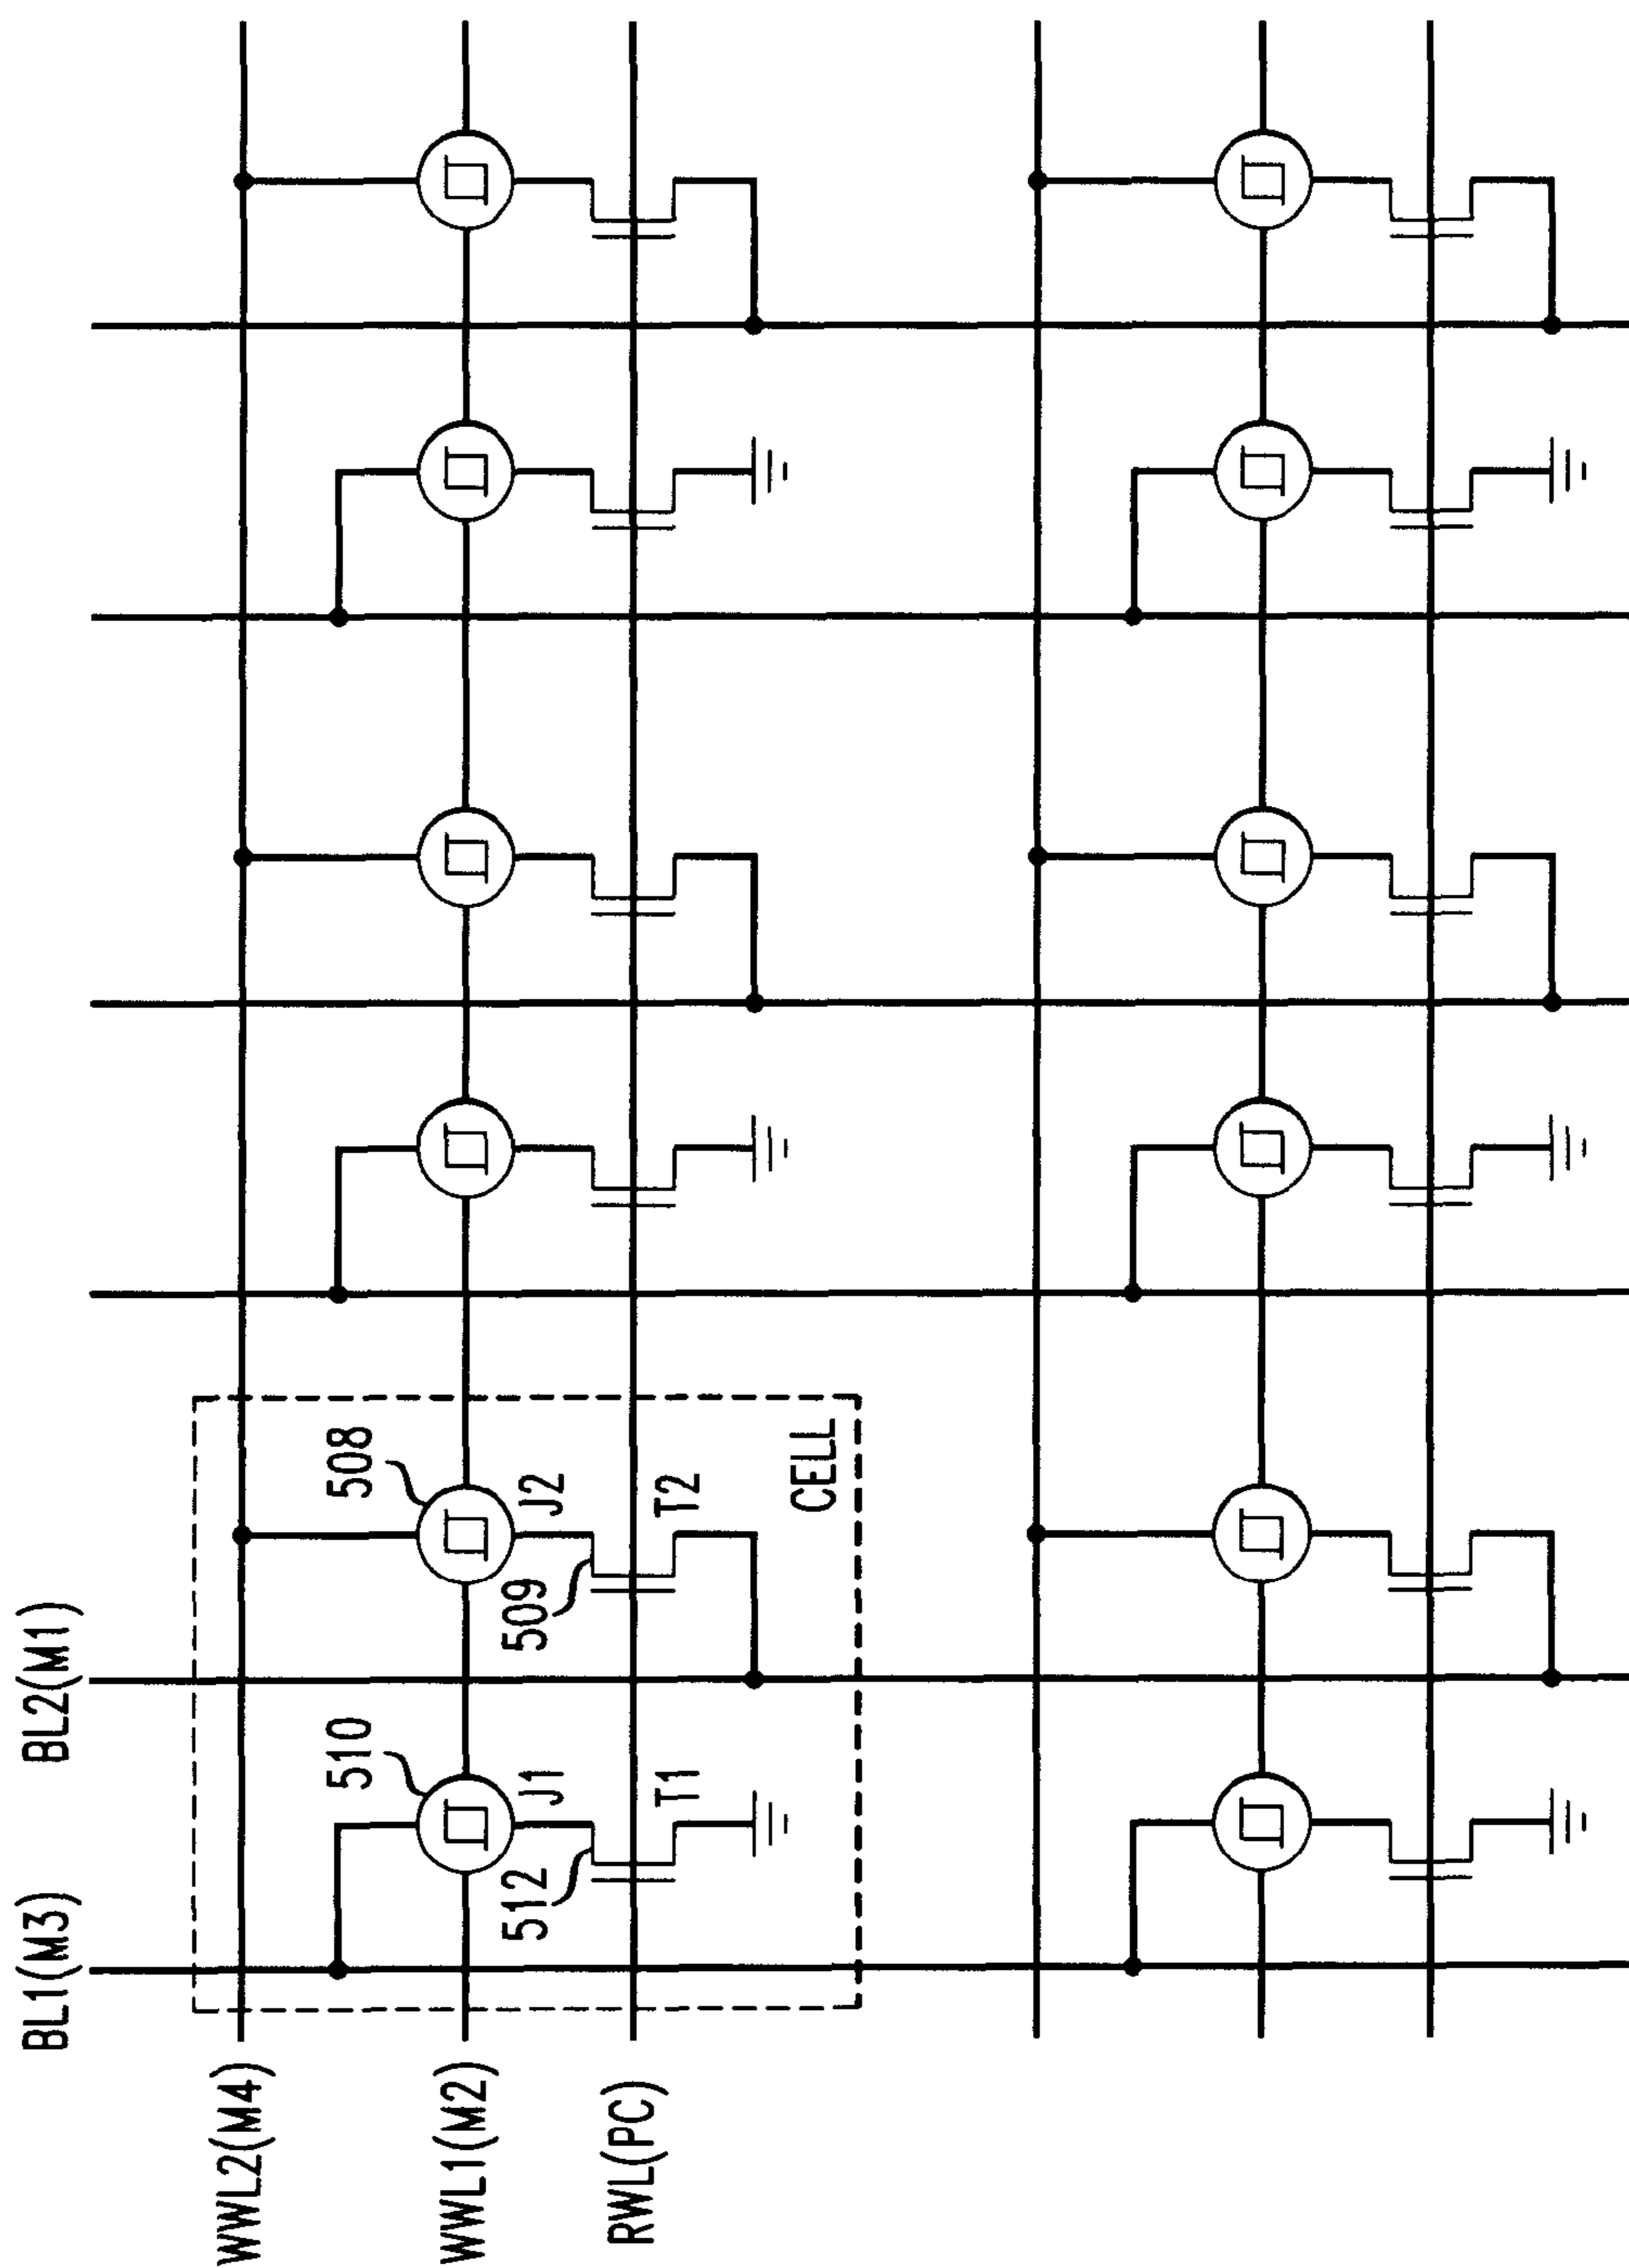 BL1(M3)
BL2(M1)
WWL2(M4)
510
508
WWL1(M2)
J1
J2
512
509
RWL(PC)
T1
T2
CELL